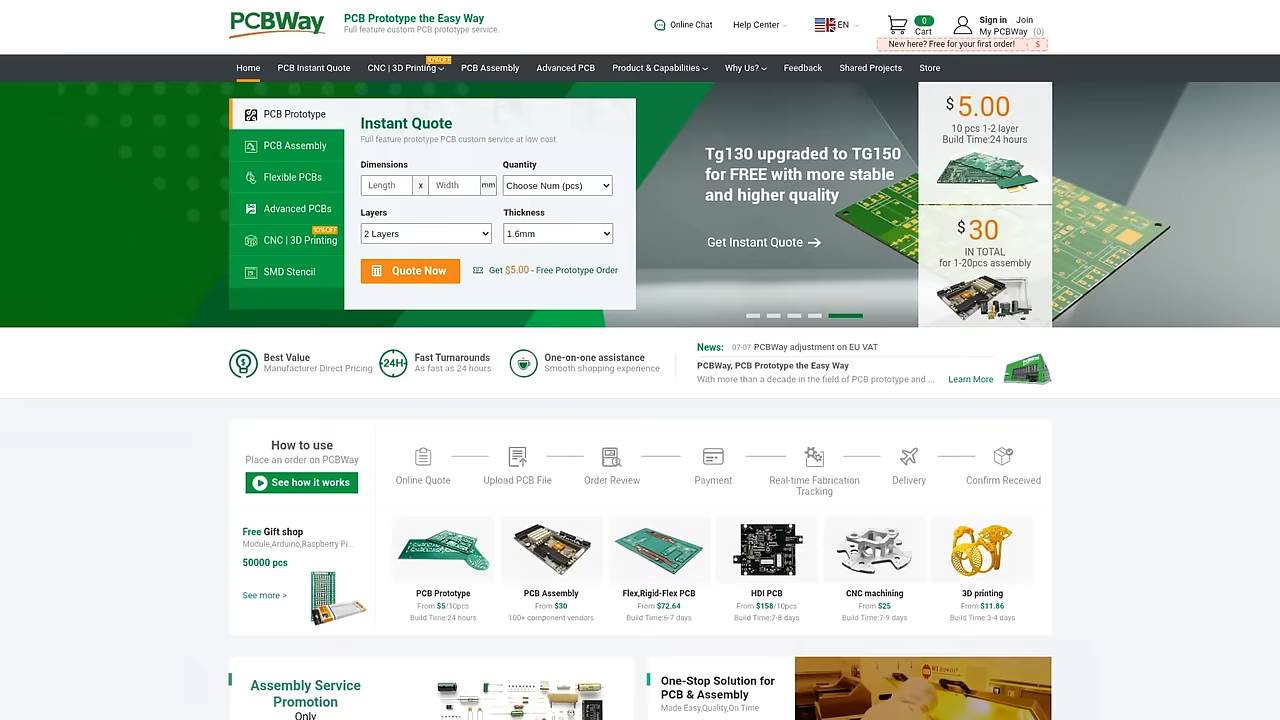 PCBWay
PCB Prototype the Easy Way
Full feature custom PCB prototype service.
Online Chat
Help Center
EN
0
Cart
Sign in
Join
My PCBWay (0)
New here? Free for your first order!
$
Home
PCB Instant Quote
CNC | 3D Printing
10%OFF
PCB Assembly
Advanced PCB
Product & Capabilities
Why Us?
Feedback
Shared Projects
Store
PCB Prototype
PCB Assembly
Flexible PCBs
Advanced PCBs
10%OFF
CNC | 3D Printing
SMD Stencil
Instant Quote
Full feature prototype PCB custom service at low cost.
Dimensions
Quantity
Length
x
Width
mm
Choose Num (pcs)
Layers
Thickness
2 Layers
1.6mm
Quote Now
Get $5.00 - Free Prototype Order
Tg130 upgraded to TG150
for FREE with more stable
and higher quality
Get Instant Quote
$5.00
10 pcs 1-2 layer
Build Time:24 hours
$30
IN TOTAL
for 1-20pcs assembly
Best Value
Manufacturer Direct Pricing
24H
Fast Turnarounds
As fast as 24 hours
One-on-one assistance
Smooth shopping experience
News:
07-07 PCBWay adjustment on EU VAT
PCBWay, PCB Prototype the Easy Way
With more than a decade in the field of PCB prototype and ...
Learn More
How to use
Place an order on PCBWay
See how it works
Online Quote
Upload PCB File
Order Review
Payment
Real-time Fabrication
Tracking
Delivery
Confirm Received
Free Gift shop
Module,Arduino,Raspberry Pi...
50000 pcs
See more >
PCB Prototype
From $5/10pcs
Build Time:24 hours
PCB Assembly
From $30
100+ component vendors
Flex,Rigid-Flex PCB
From $72.64
Build Time:6-7 days
HDI PCB
From $158/10pcs
Build Time:7-8 days
CNC machining
From $25
Build Time:7-9 days
3D printing
From $11.86
Build Time:3-4 days
Assembly Service
Promotion
Only
One-Stop Solution for
PCB & Assembly
Made Easy,Quality,On Time